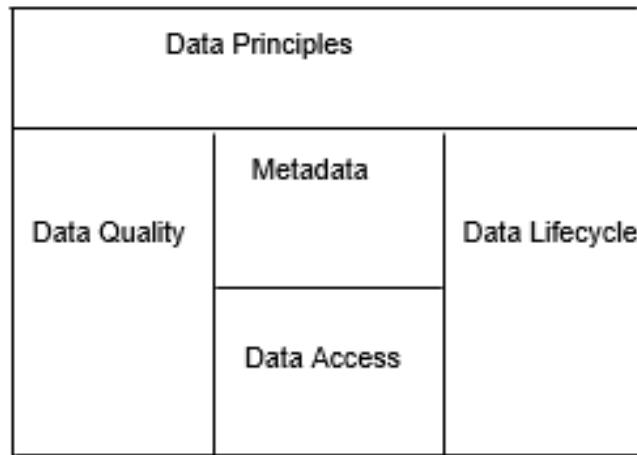 Data Principles
Metadata
Data Quality
Data Lifecycle
Data Access